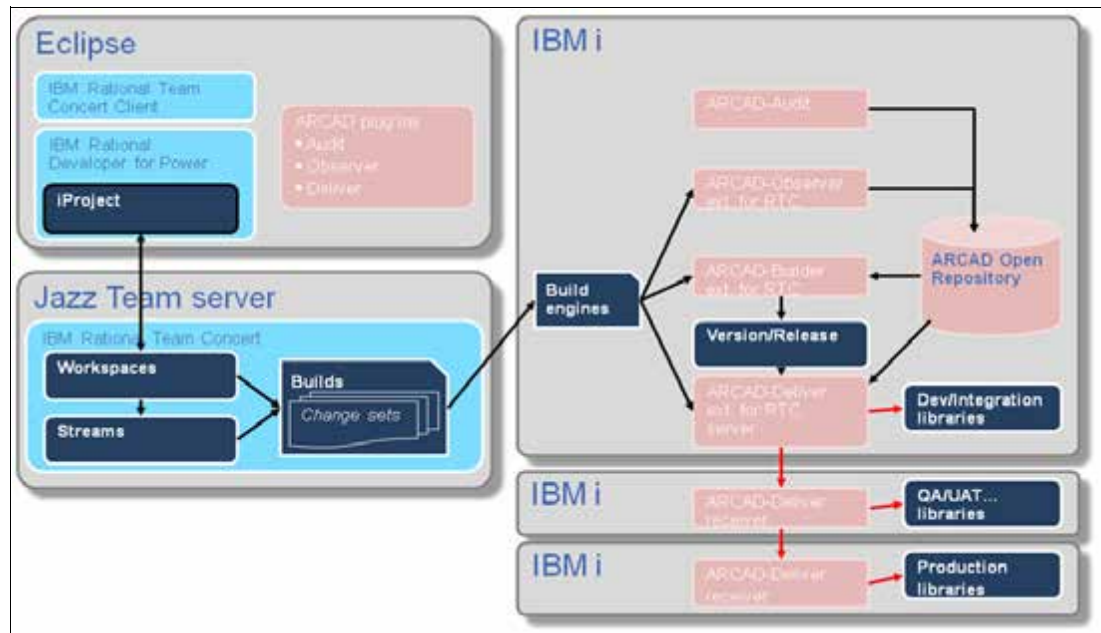 Eclipse
IBM Rational Team
Concert Client
IBM Rational
Developer for Power
iProject
ARCAD plug-ins
• Audit
• Observer
• Deliver
Jazz Team server
IBM Rational Team Concert
Workspaces
Streams
Builds
Change sets
IBM i
ARCAD-Audit
ARCAD-Observer
ext. for RTC
Build
engines
ARCAD-Builder
ext. for RTC
ARCAD Open
Repository
Version/Release
ARCAD-Deliver
ext. for RTC
server
Dev/Integration
libraries
IBM i
ARCAD-Deliver
receiver
QA/UAT...
libraries
IBM i
ARCAD-Deliver
receiver
Production
libraries